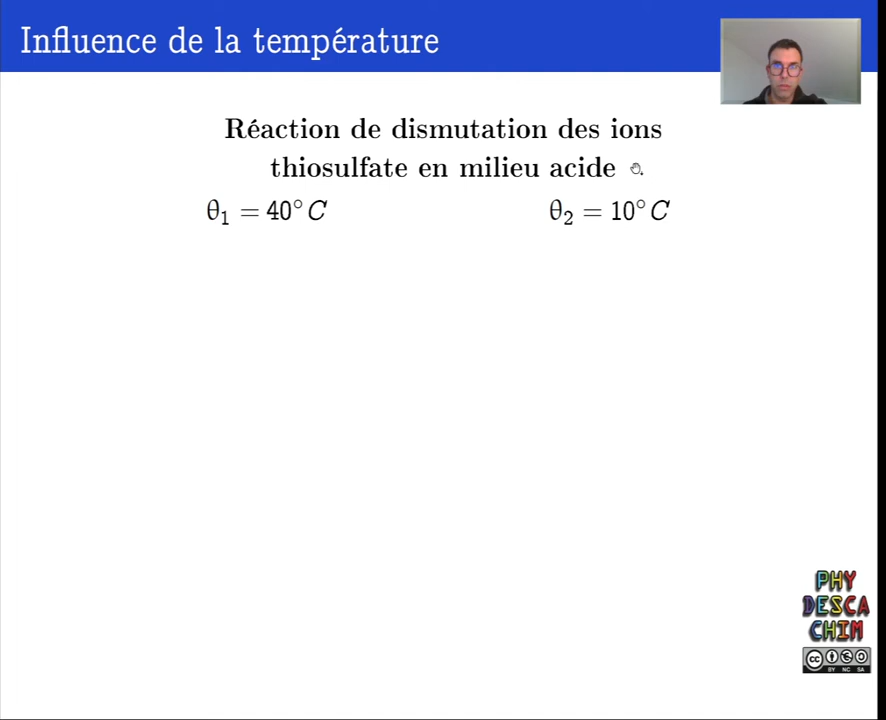 Influence de la température
Réaction de dismutation des ions
thiosulfate en milieu acide
θ₁ = 40°C
θ₂ = 10°C
PHY
DESCA
CHIM
cc
BY NC SA